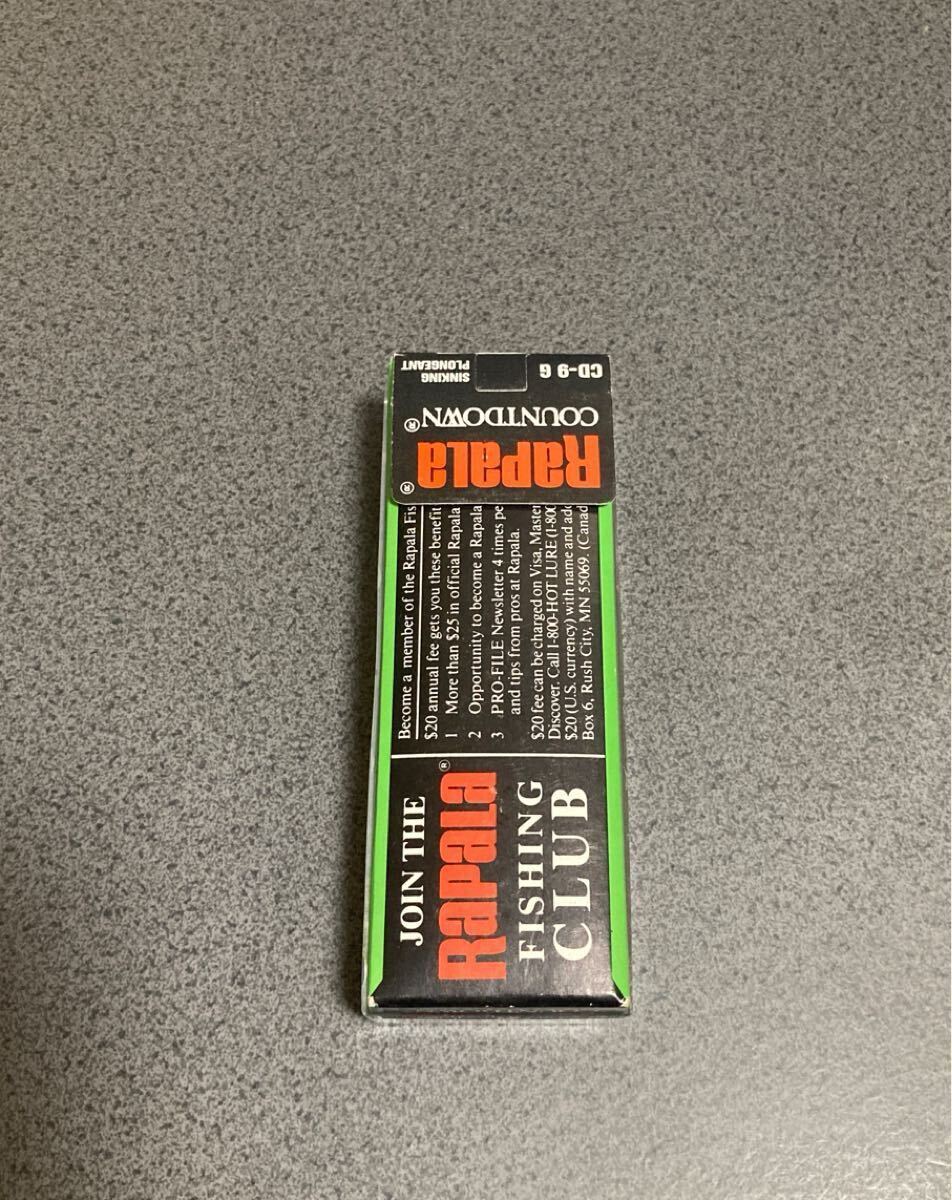 SINKING
PLONGEANT
CD-9 G
COUNTDOWN®
Rapala®
JOIN THE
Rapala®
FISHING
CLUB
Become a member of the Rapala Fis
$20 annual fee gets you these benefit
1 More than $25 in official Rapala
2 Opportunity to become a Rapala
3 PRO-FILE Newsletter 4 times pe
and tips from pros at Rapala.
$20 fee can be charged on Visa, Master
Discover. Call 1-800-HOT LURE (1-800
$20 (U.S. currency) with name and add
Box 6, Rush City, MN 55069. (Canad